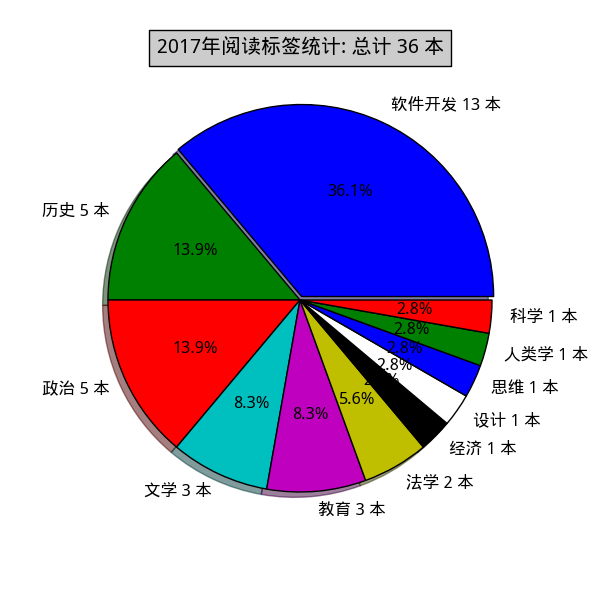 2017年阅读标签统计: 总计 36 本
软件开发 13 本
36.1%
历史 5 本
13.9%
政治 5 本
13.9%
文学 3 本
8.3%
教育 3 本
8.3%
法学 2 本
5.6%
经济 1 本
设计 1 本
2.8%
思维 1 本
2.8%
人类学 1 本
2.8%
科学 1 本
2.8%